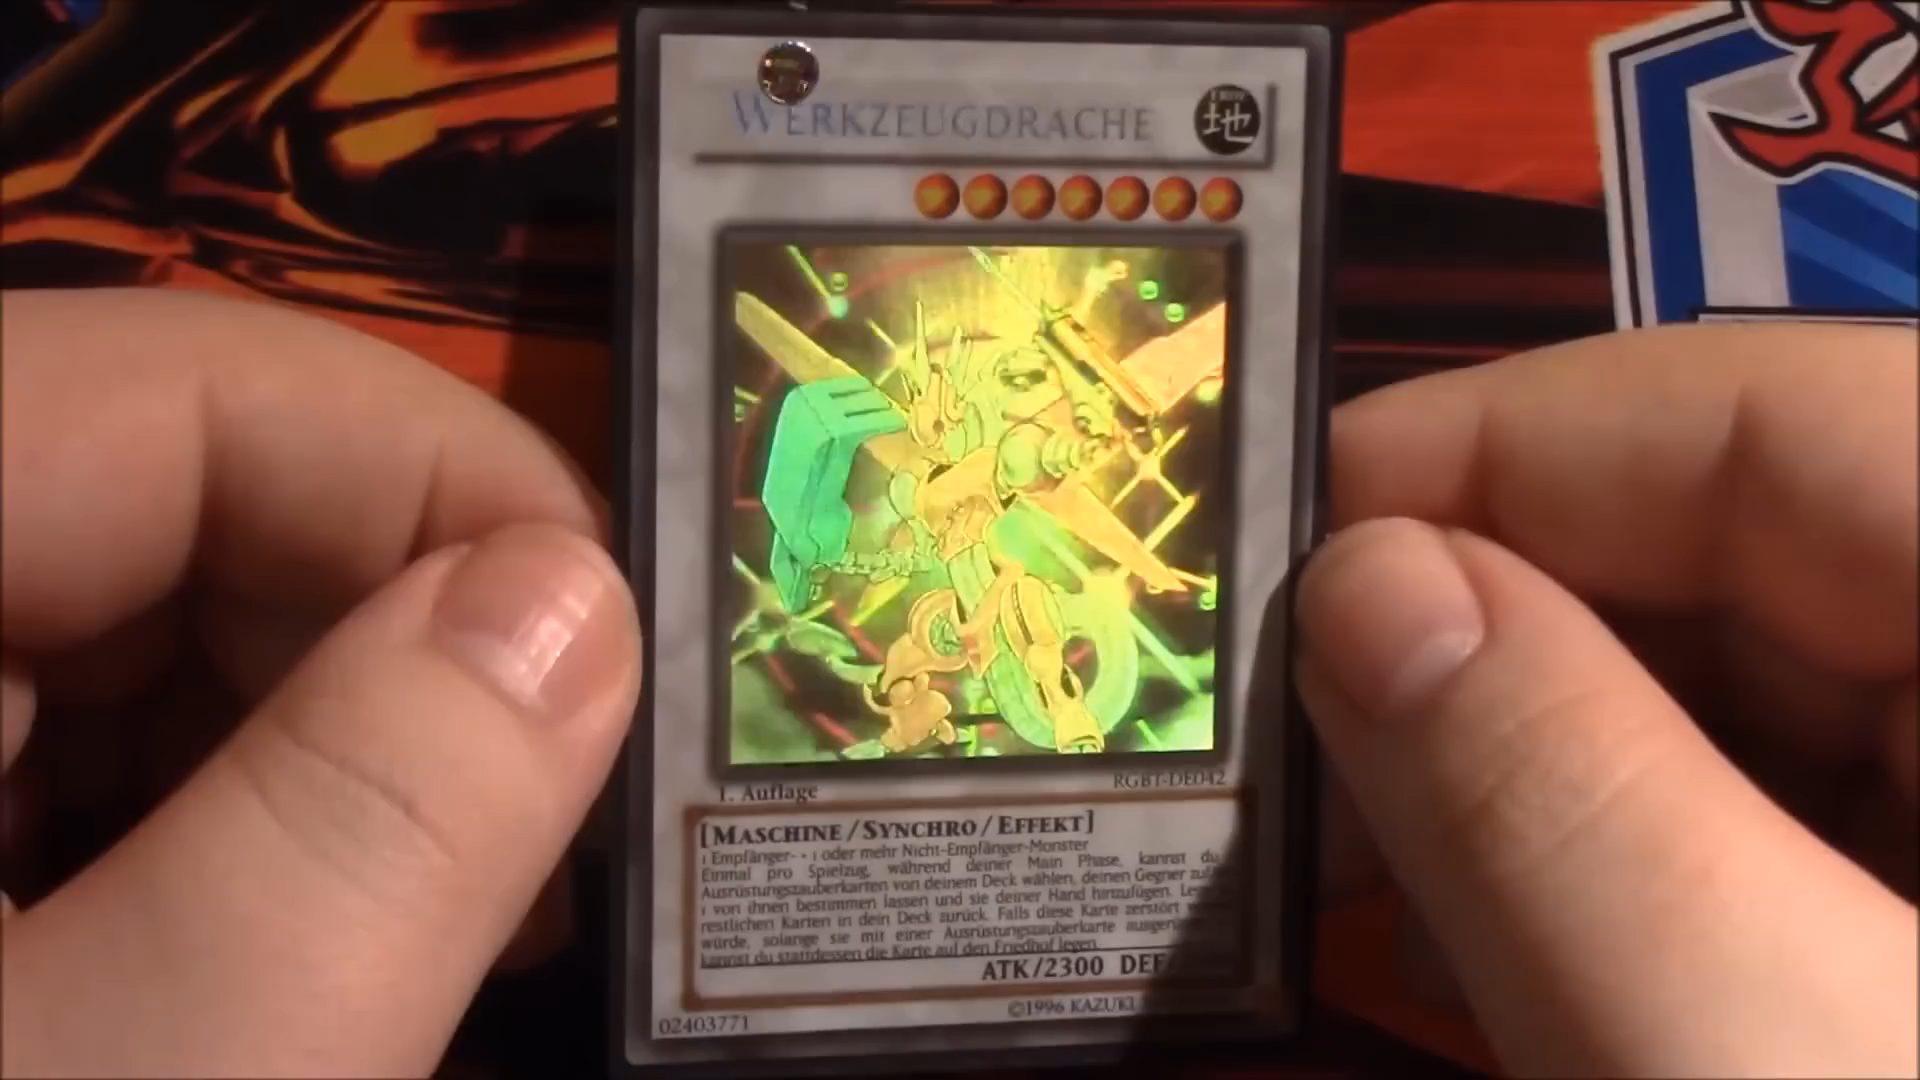 WERKZEUGDRACHE
地
1. Auflage
RGBT-DE042
[MASCHINE/SYNCHRO/EFFEKT]
1 Empfänger- + 1 oder mehr Nicht-Empfänger-Monster
Einmal pro Spielzug, während deiner Main Phase, kannst du
Ausrüstungszauberkarten von deinem Deck wählen, deinen Gegner
1 von ihnen bestimmen lassen und sie deiner Hand hinzufügen.
restlichen Karten in dein Deck zurück. Falls diese Karte zerstört
würde, solange sie mit einer Ausrüstungszauberkarte
kannst du stattdessen die Karte auf den Friedhof legen.
ATK/2300 DEF
©1996 KAZUKI
02403771